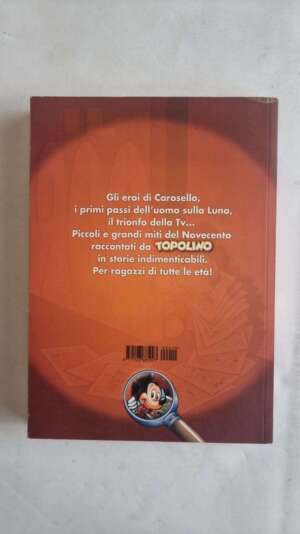 Gli eroi di Carosello,
i primi passi dell'uomo sulla Luna,
il trionfo della Tv...
Piccoli e grandi miti del Novecento
raccontati da TOPOLINO
in storie indimenticabili.
Per ragazzi di tutte le età!